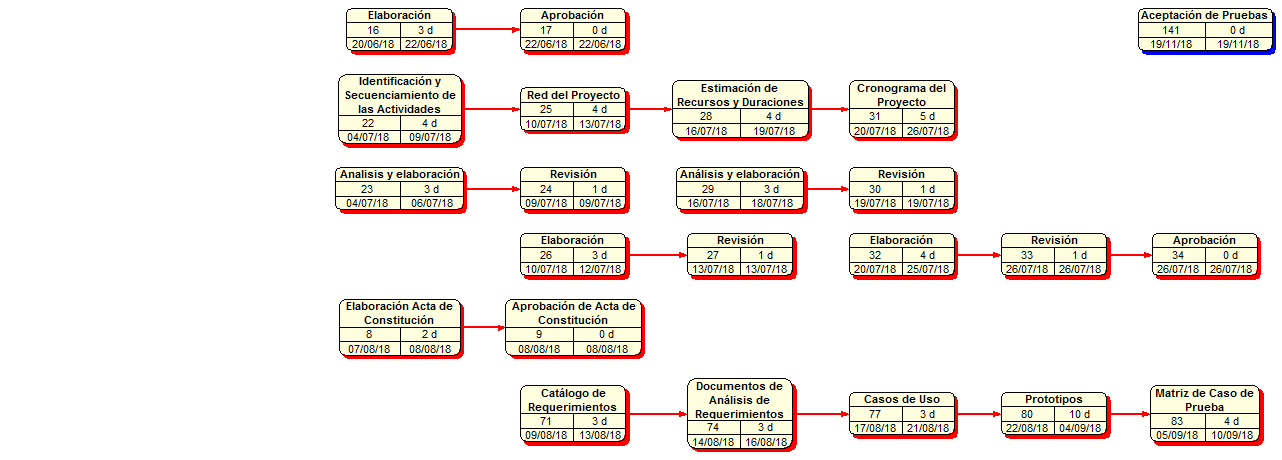 Elaboración
16 3 d
20/06/18 22/06/18
Aprobación
17 0 d
22/06/18 22/06/18
Aceptación de Pruebas
141 0 d
19/11/18 19/11/18
Identificación y
Secuenciamiento de
las Actividades
22 4 d
04/07/18 09/07/18
Red del Proyecto
25 4 d
10/07/18 13/07/18
Estimación de
Recursos y Duraciones
28 4 d
16/07/18 19/07/18
Cronograma del
Proyecto
31 5 d
20/07/18 26/07/18
Analisis y elaboración
23 3 d
04/07/18 06/07/18
Revisión
24 1 d
09/07/18 09/07/18
Análisis y elaboración
29 3 d
16/07/18 18/07/18
Revisión
30 1 d
19/07/18 19/07/18
Elaboración
26 3 d
10/07/18 12/07/18
Revisión
27 1 d
13/07/18 13/07/18
Elaboración
32 4 d
20/07/18 25/07/18
Revisión
33 1 d
26/07/18 26/07/18
Aprobación
34 0 d
26/07/18 26/07/18
Elaboración Acta de
Constitución
8 2 d
07/08/18 08/08/18
Aprobación de Acta de
Constitución
9 0 d
08/08/18 08/08/18
Catálogo de
Requerimientos
71 3 d
09/08/18 13/08/18
Documentos de
Análisis de
Requerimientos
74 3 d
14/08/18 16/08/18
Casos de Uso
77 3 d
17/08/18 21/08/18
Prototipos
80 10 d
22/08/18 04/09/18
Matriz de Caso de
Prueba
83 4 d
05/09/18 10/09/18